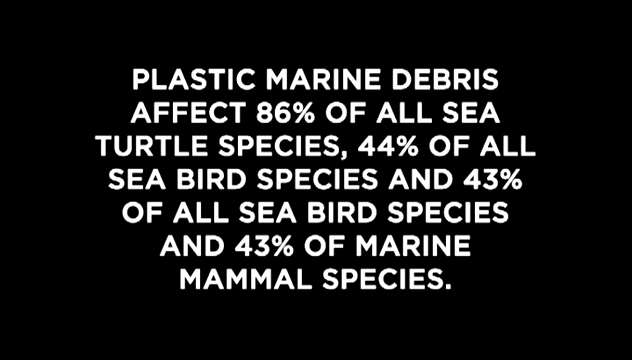 PLASTIC MARINE DEBRIS
AFFECT 86% OF ALL SEA
TURTLE SPECIES, 44% OF ALL
SEA BIRD SPECIES AND 43%
OF ALL SEA BIRD SPECIES
AND 43% OF MARINE
MAMMAL SPECIES.